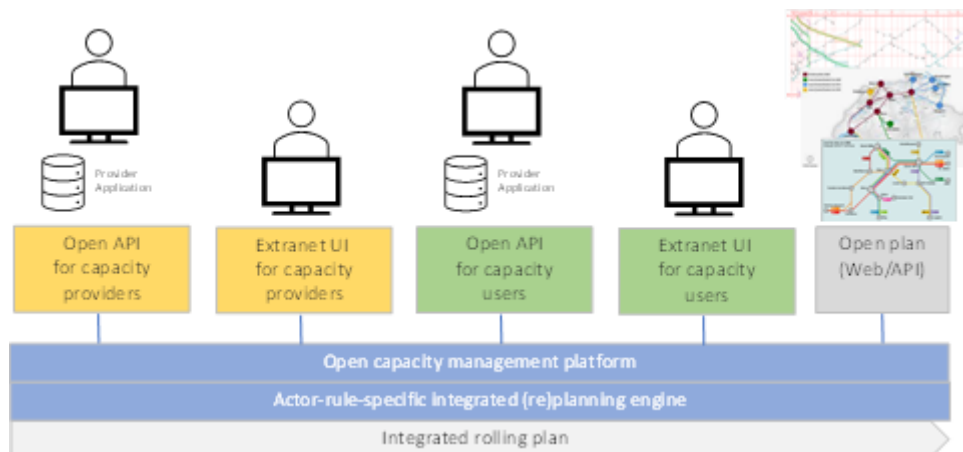 Provider
Application
Provider
Application
Open API
for capacity
providers
Extranet UI
for capacity
providers
Open API
for capacity
users
Extranet UI
for capacity
users
Open plan
(Web/API)
Open capacity management platform
Actor-rule-specific integrated (re)planning engine
Integrated rolling plan